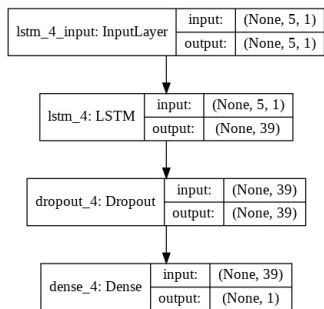 lstm_4_input: InputLayer input: (None, 5, 1)
output: (None, 5, 1)
lstm_4: LSTM input: (None, 5, 1)
output: (None, 39)
dropout_4: Dropout input: (None, 39)
output: (None, 39)
dense_4: Dense input: (None, 39)
output: (None, 1)